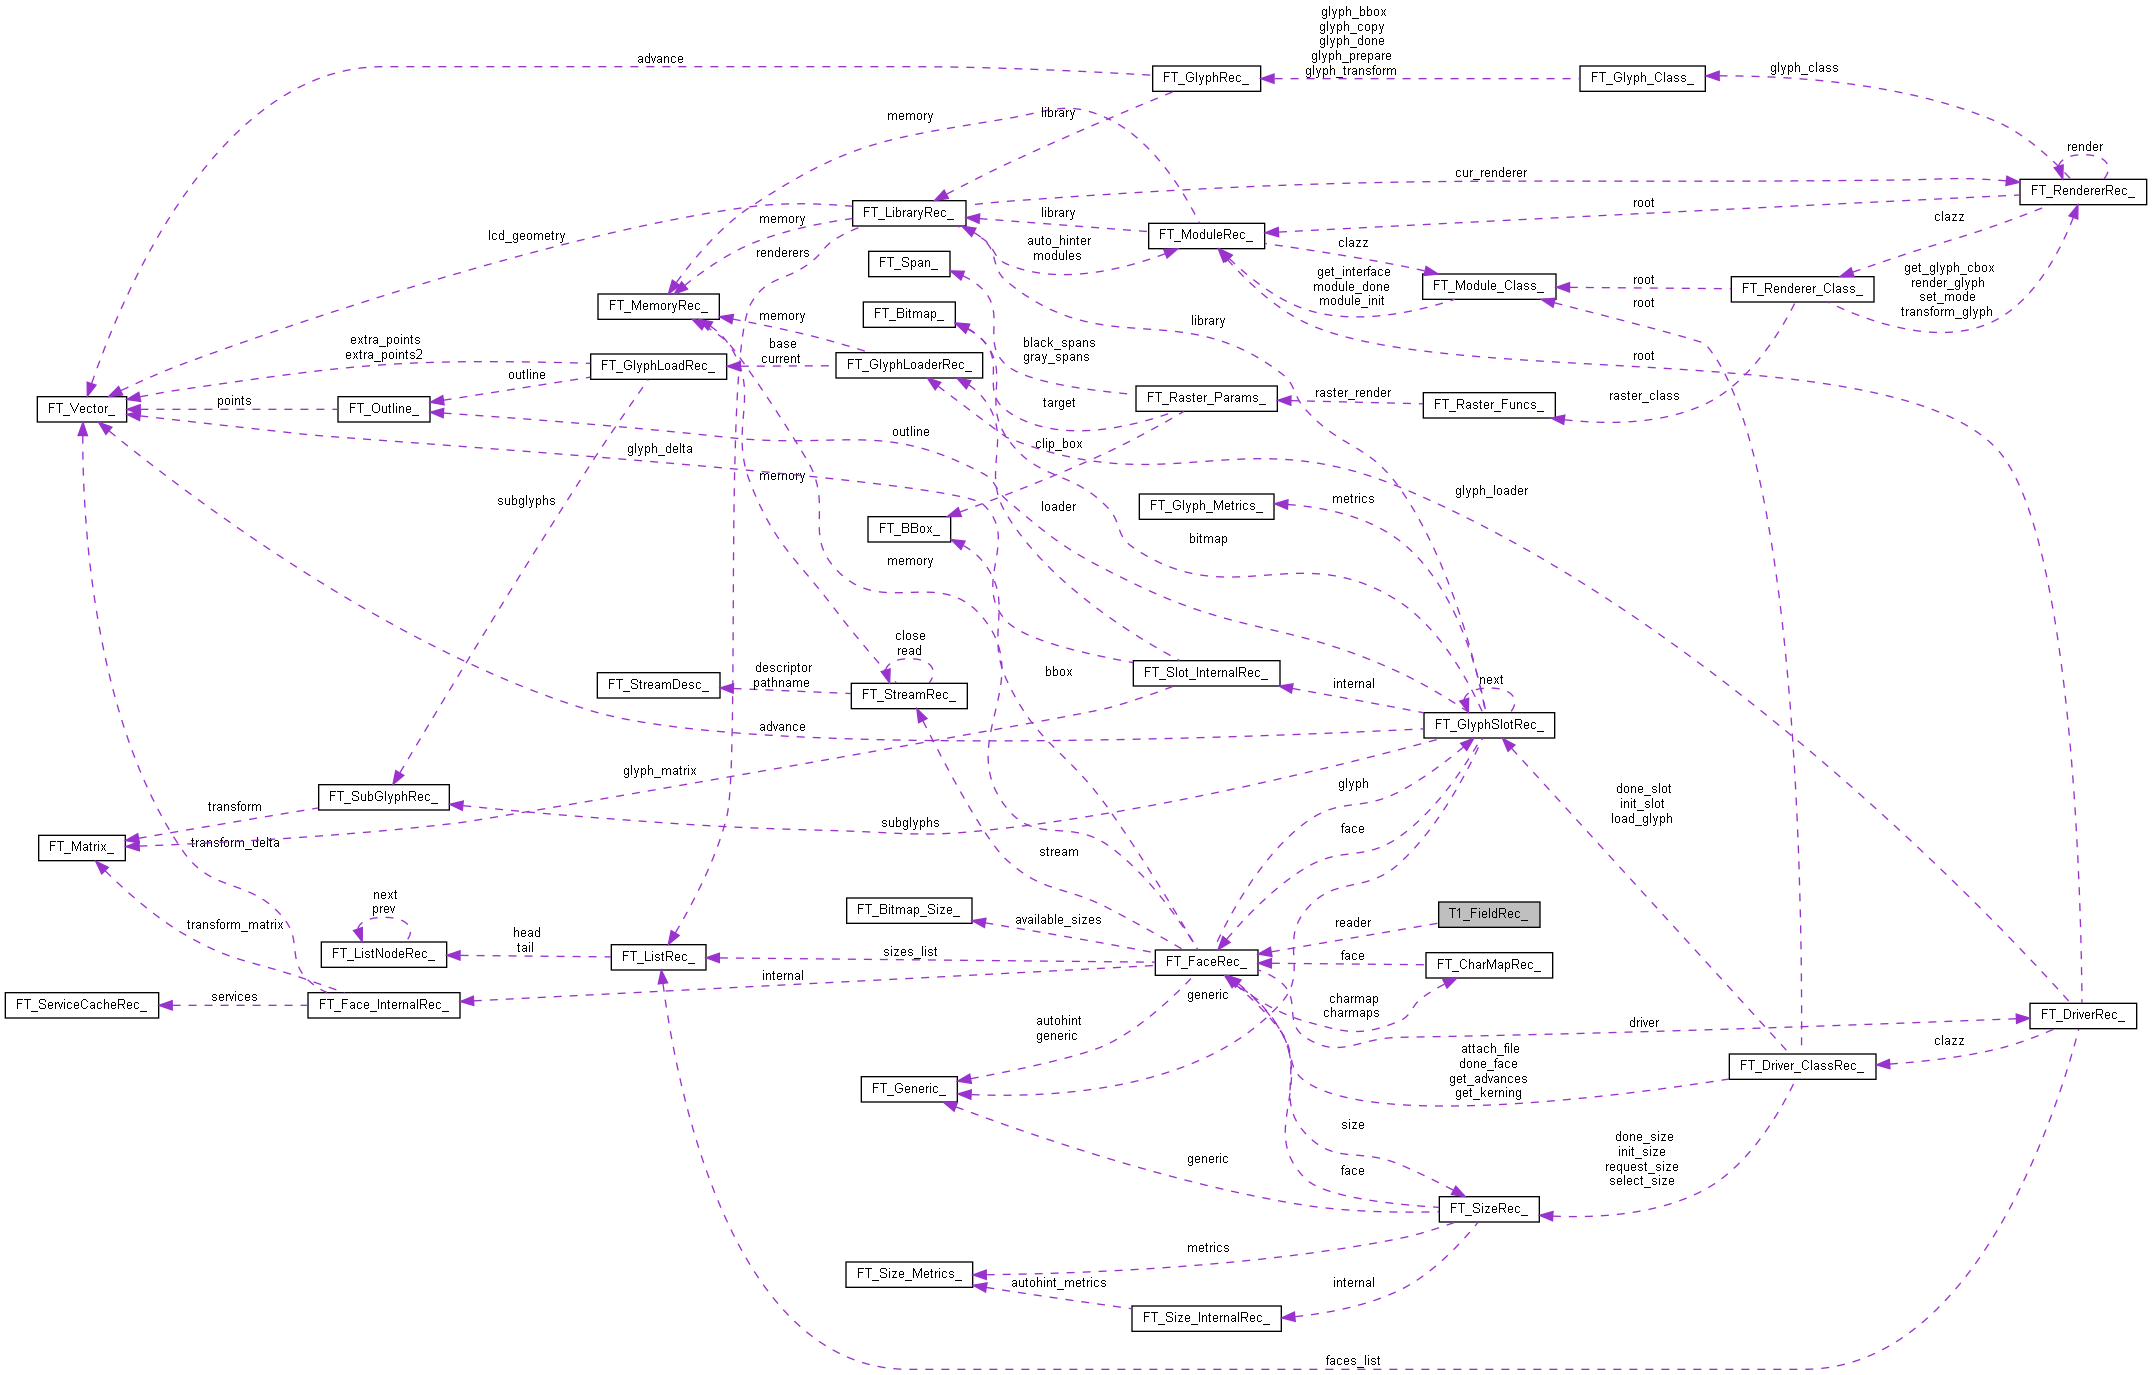 glyph_bbox
glyph_copy
glyph_done
glyph_prepare
glyph_transform
advance
FT_GlyphRec_
FT_Glyph_Class_
glyph_class
memory
library
render
cur_renderer
FT_RendererRec_
FT_LibraryRec_
memory
library
root
clazz
lcd_geometry
FT_ModuleRec_
renderers
auto_hinter
modules
clazz
FT_Span_
get_interface
module_done
module_init
FT_Module_Class_
root
root
FT_Renderer_Class_
get_glyph_cbox
render_glyph
set_mode
transform_glyph
FT_MemoryRec_
FT_Bitmap_
memory
library
extra_points
extra_points2
base
current
black_spans
gray_spans
root
FT_GlyphLoadRec_
FT_GlyphLoaderRec_
outline
FT_Raster_Params_
raster_render
FT_Raster_Funcs_
raster_class
FT_Vector_
points
FT_Outline_
target
outline
clip_box
glyph_delta
memory
glyph_loader
subglyphs
loader
FT_Glyph_Metrics_
metrics
FT_BBox_
bitmap
memory
close
read
descriptor
pathname
FT_StreamDesc_
FT_StreamRec_
bbox
FT_Slot_InternalRec_
internal
next
FT_GlyphSlotRec_
advance
glyph_matrix
glyph
done_slot
init_slot
load_glyph
FT_SubGlyphRec_
transform
subglyphs
face
FT_Matrix_
transform_delta
stream
next
prev
FT_Bitmap_Size_
available_sizes
T1_FieldRec_
reader
transform_matrix
head
tail
FT_ListNodeRec_
FT_ListRec_
sizes_list
FT_FaceRec_
face
FT_CharMapRec_
internal
FT_ServiceCacheRec_
services
FT_Face_InternalRec_
generic
charmap
charmaps
autohint
generic
driver
FT_DriverRec_
clazz
attach_file
done_face
get_advances
get_kerning
FT_Driver_ClassRec_
FT_Generic_
size
done_size
init_size
request_size
select_size
generic
face
FT_SizeRec_
metrics
FT_Size_Metrics_
autohint_metrics
internal
FT_Size_InternalRec_
faces_list